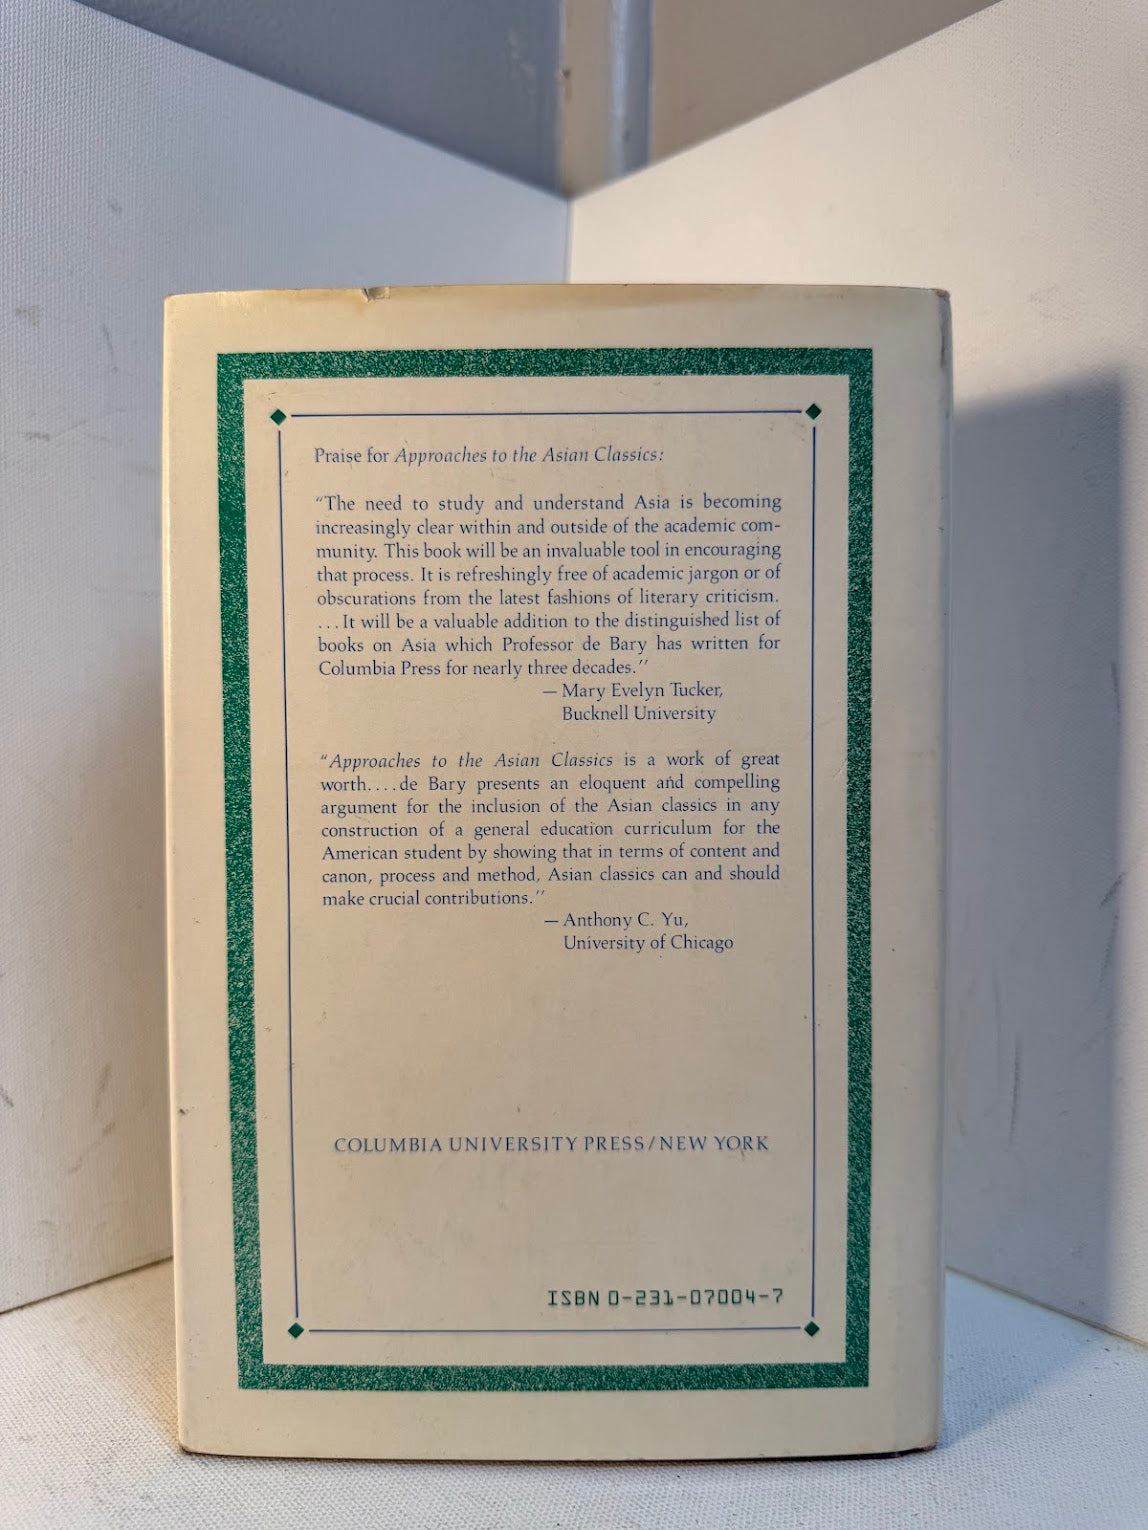 Praise for Approaches to the Asian Classics:
“The need to study and understand Asia is becoming
increasingly clear within and outside of the academic com-
munity. This book will be an invaluable tool in encouraging
that process. It is refreshingly free of academic jargon or of
obscurations from the latest fashions of literary criticism.
. . . It will be a valuable addition to the distinguished list of
books on Asia which Professor de Bary has written for
Columbia Press for nearly three decades.”
— Mary Evelyn Tucker,
Bucknell University
“Approaches to the Asian Classics is a work of great
worth. . . . de Bary presents an eloquent and compelling
argument for the inclusion of the Asian classics in any
construction of a general education curriculum for the
American student by showing that in terms of content and
canon, process and method, Asian classics can and should
make crucial contributions.”
— Anthony C. Yu,
University of Chicago
COLUMBIA UNIVERSITY PRESS/NEW YORK
ISBN 0-231-07004-7